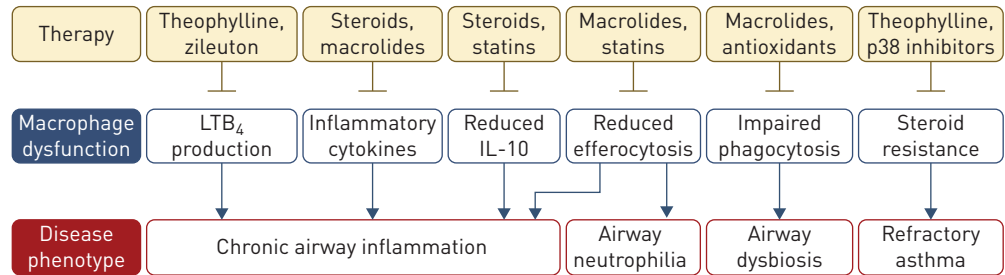 Therapy
Theophylline,
zileuton
Steroids,
macrolides
Steroids,
statins
Macrolides,
statins
Macrolides,
antioxidants
Theophylline,
p38 inhibitors
Macrophage
dysfunction
LTB₄
production
Inflammatory
cytokines
Reduced
IL-10
Reduced
efferocytosis
Impaired
phagocytosis
Steroid
resistance
Disease
phenotype
Chronic airway inflammation
Airway
neutrophilia
Airway
dysbiosis
Refractory
asthma